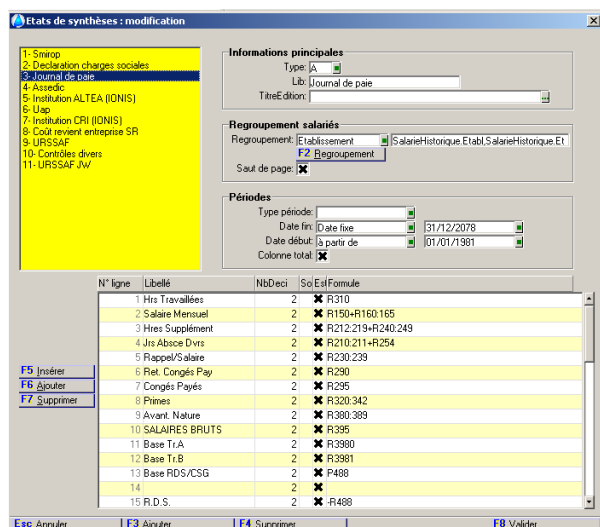 Etats de synthèses : modification
1- Smirop
2- Declaration charges sociales
3- Journal de paie
4- Assedic
5- Institution ALTEA (IONIS)
6- Uap
7- Institution CRI (IONIS)
8- Coût revient entreprise SR
9- URSSAF
10- Contrôles divers
11- URSSAF JW
Informations principales
Type: A
Lib: Journal de paie
TitreEdition:
Regroupement salariés
Regroupement: Etablissement SalarieHistorique.Etabl,SalarieHistorique.Et
F2 Regroupement
Saut de page:
Périodes
Type période:
Date fin: Date fixe 31/12/2078
Date début: à partir de 01/01/1981
Colonne total:
N° ligne Libellé NbDeci So Est Formule
1 Hrs Travaillées 2 R310
2 Salaire Mensuel 2 R150+R160:165
3 Hres Supplément 2 R212:219+R240:249
4 Jrs Absce Dvrs 2 R210:211+R254
5 Rappel/Salaire 2 R230:239
6 Ret. Congés Pay 2 R290
7 Congés Payés 2 R295
8 Primes 2 R320:342
9 Avant. Nature 2 R380:389
10 SALAIRES BRUTS 2 R395
11 Base Tr.A 2 R3980
12 Base Tr.B 2 R3981
13 Base RDS/CSG 2 P488
14 2
15 R.D.S. 2 -R488
F5 Insérer
F6 Ajouter
F7 Supprimer
Esc Annuler F3 Ajouter F4 Supprimer F8 Valider